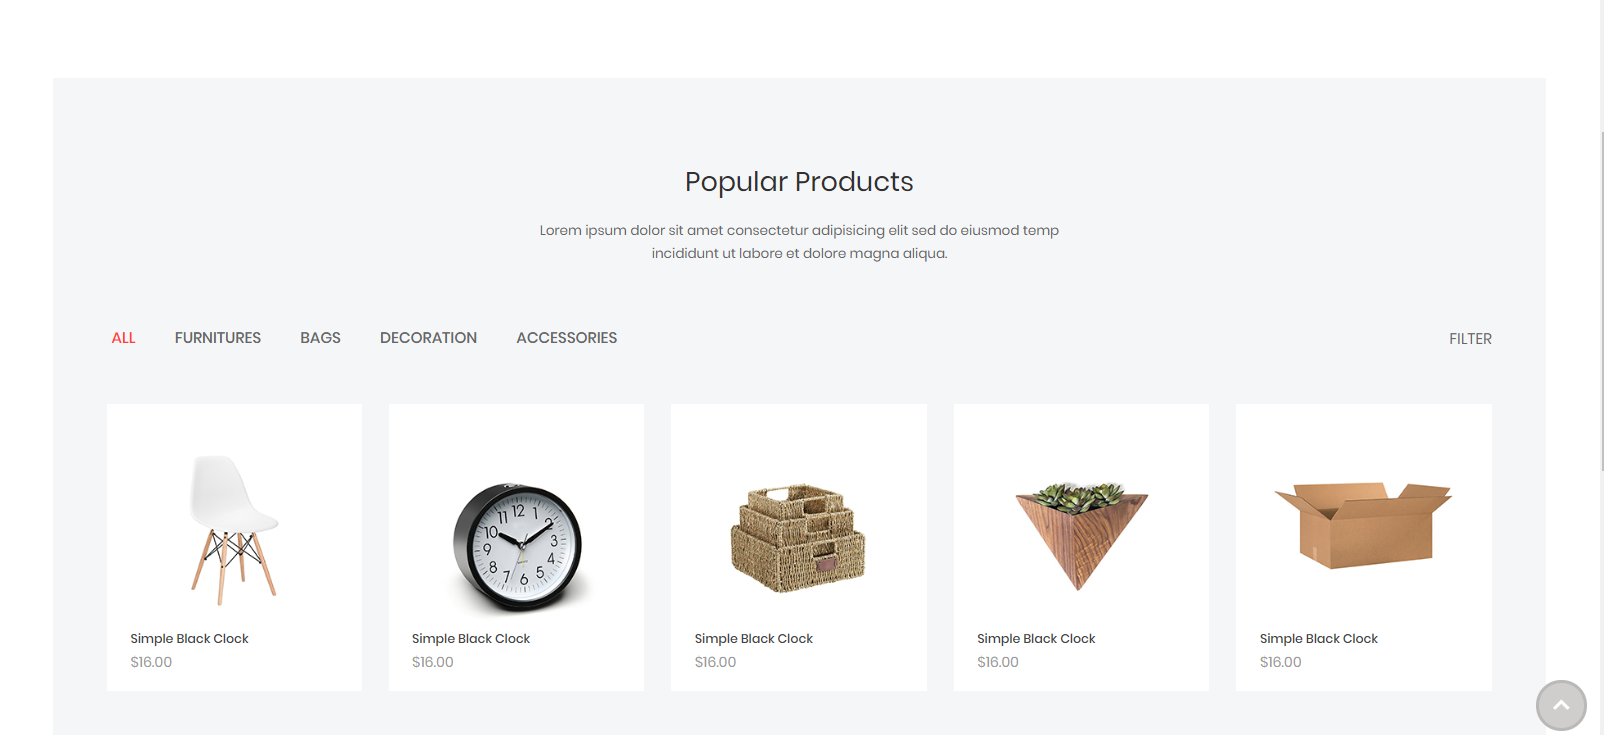 Popular Products
Lorem ipsum dolor sit amet consectetur adipisicing elit sed do eiusmod temp
incididunt ut labore et dolore magna aliqua.
ALL FURNITURES BAGS DECORATION ACCESSORIES FILTER
12 1 2 3 4 5 6 7 8 9 10 11
Simple Black Clock Simple Black Clock Simple Black Clock Simple Black Clock Simple Black Clock
$16.00 $16.00 $16.00 $16.00 $16.00